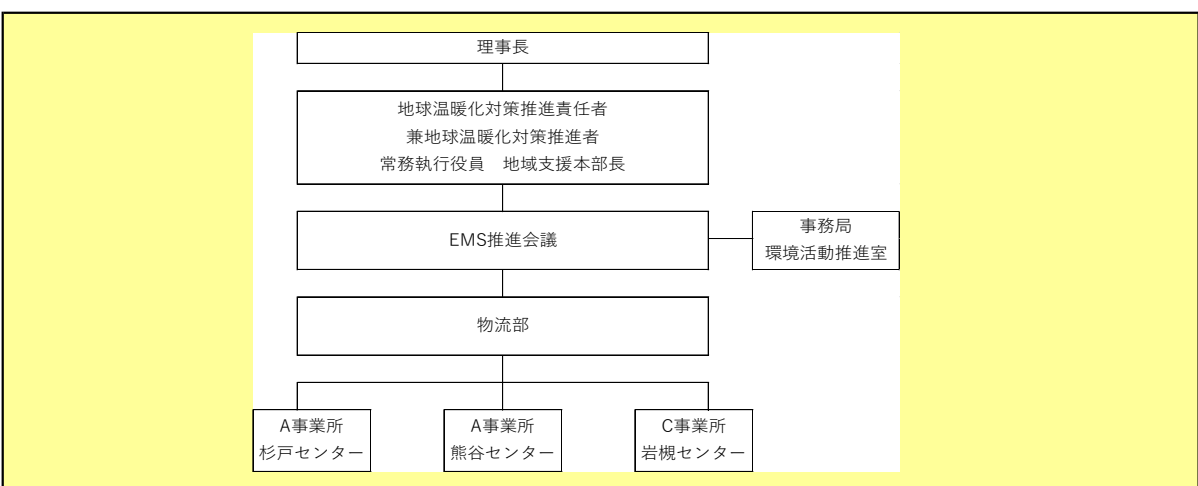 理事長
地球温暖化対策推進責任者
兼地球温暖化対策推進者
常務執行役員　地域支援本部長
EMS推進会議
事務局
環境活動推進室
物流部
A事業所
杉戸センター
A事業所
熊谷センター
C事業所
岩槻センター